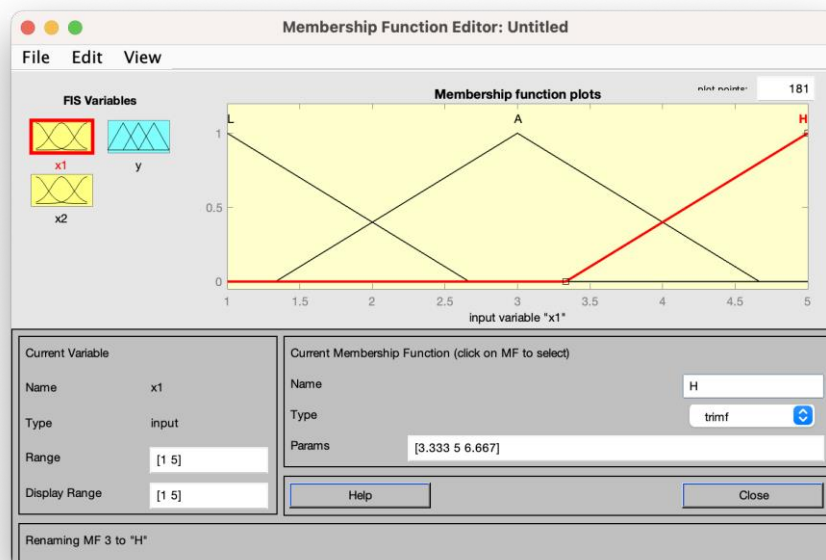 Membership Function Editor: Untitled
File Edit View
FIS Variables
Membership function plots
plot points: 181
L A H
x1 y
x2
1
0.5
0
1 1.5 2 2.5 3 3.5 4 4.5 5
input variable "x1"
Current Variable
Name x1
Type input
Range [1 5]
Display Range [1 5]
Current Membership Function (click on MF to select)
Name H
Type trimf
Params [3.333 5 6.667]
Help Close
Renaming MF 3 to "H"